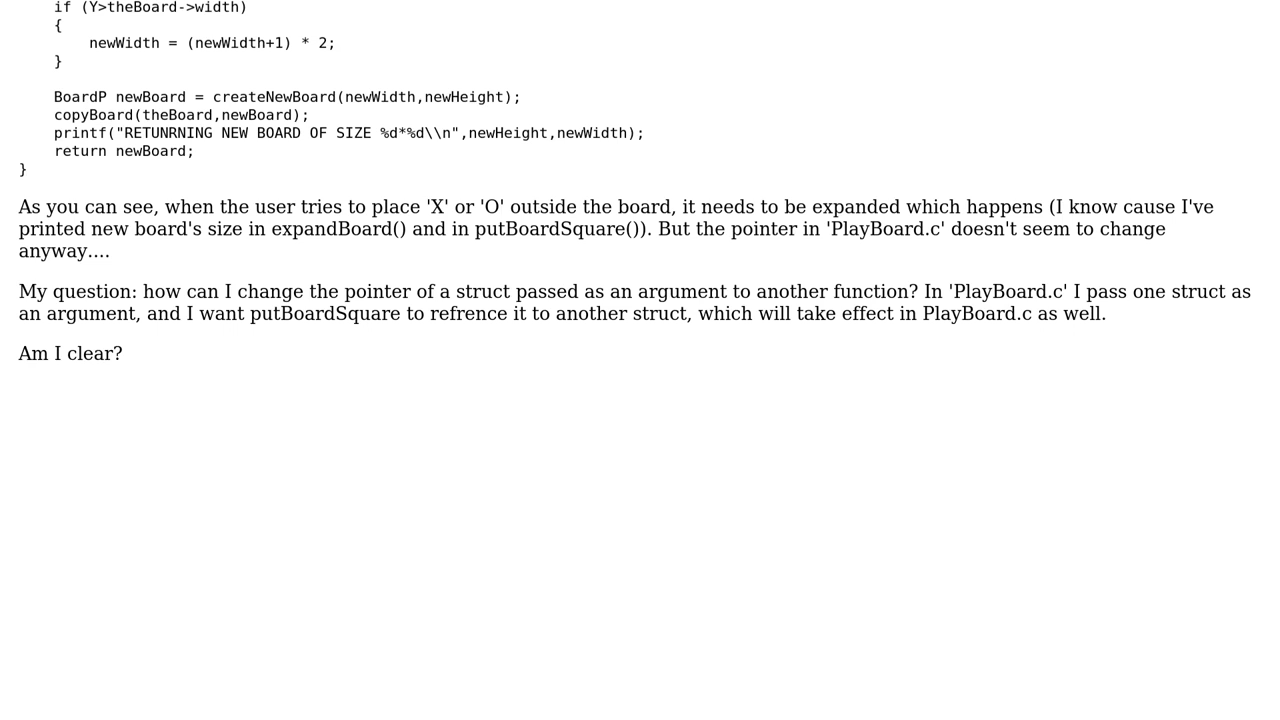 if (Y>theBoard->width)
{
newWidth = (newWidth+1) * 2;
}
BoardP newBoard = createNewBoard(newWidth,newHeight);
copyBoard(theBoard,newBoard);
printf("RETUNRNING NEW BOARD OF SIZE %d*%d\\n",newHeight,newWidth);
return newBoard;
}
As you can see, when the user tries to place 'X' or 'O' outside the board, it needs to be expanded which happens (I know cause I've
printed new board's size in expandBoard() and in putBoardSquare()). But the pointer in 'PlayBoard.c' doesn't seem to change
anyway....
My question: how can I change the pointer of a struct passed as an argument to another function? In 'PlayBoard.c' I pass one struct as
an argument, and I want putBoardSquare to refrence it to another struct, which will take effect in PlayBoard.c as well.
Am I clear?